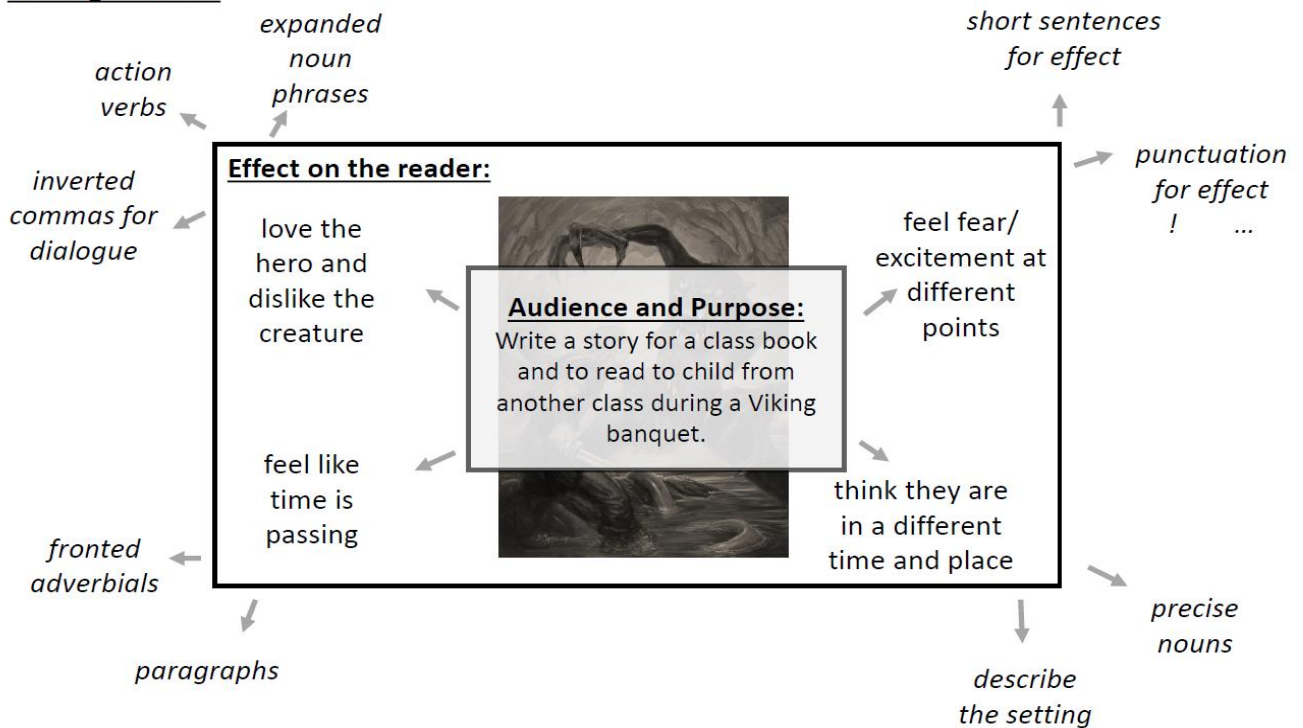 expanded
noun
phrases
action
verbs
inverted
commas for
dialogue
short sentences
for effect
punctuation
for effect
! ...
Effect on the reader:
love the
hero and
dislike the
creature
feel fear/
excitement at
different
points
Audience and Purpose:
Write a story for a class book
and to read to child from
another class during a Viking
banquet.
feel like
time is
passing
think they are
in a different
time and place
fronted
adverbials
paragraphs
precise
nouns
describe
the setting